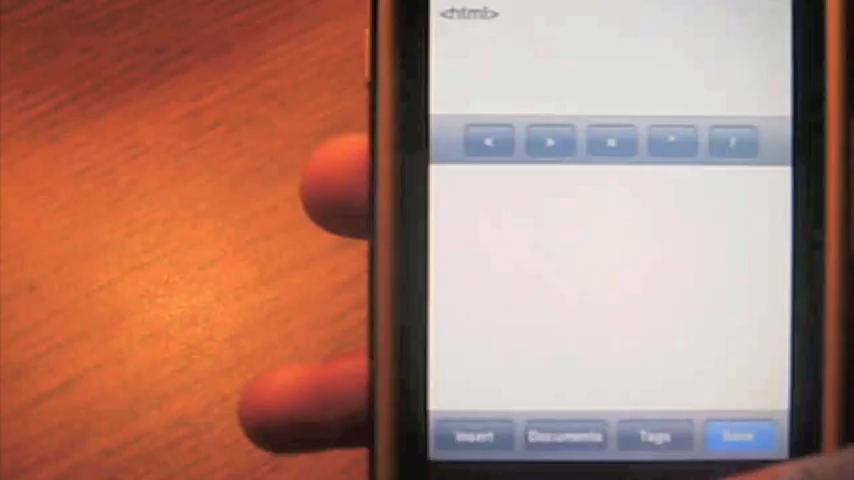 <html>
< > = " /
Insert Documents Tags Save